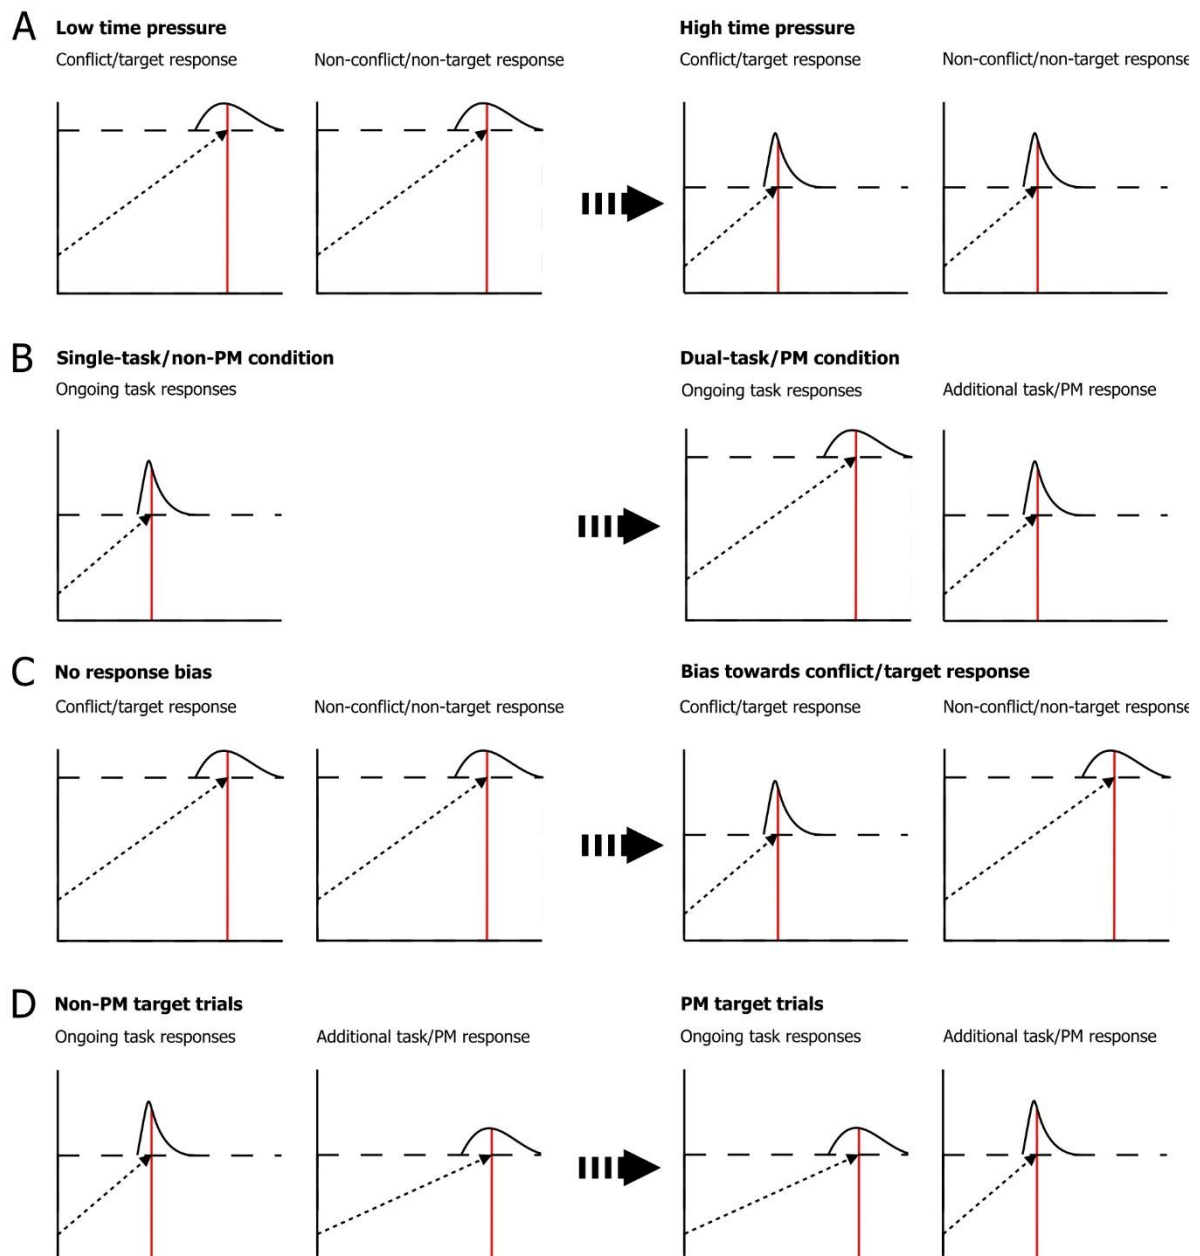 A
Low time pressure
High time pressure
Conflict/target response
Non-conflict/non-target response
Conflict/target response
Non-conflict/non-target response
B
Single-task/non-PM condition
Dual-task/PM condition
Ongoing task responses
Ongoing task responses
Additional task/PM response
C
No response bias
Bias towards conflict/target response
Conflict/target response
Non-conflict/non-target response
Conflict/target response
Non-conflict/non-target response
D
Non-PM target trials
PM target trials
Ongoing task responses
Additional task/PM response
Ongoing task responses
Additional task/PM response